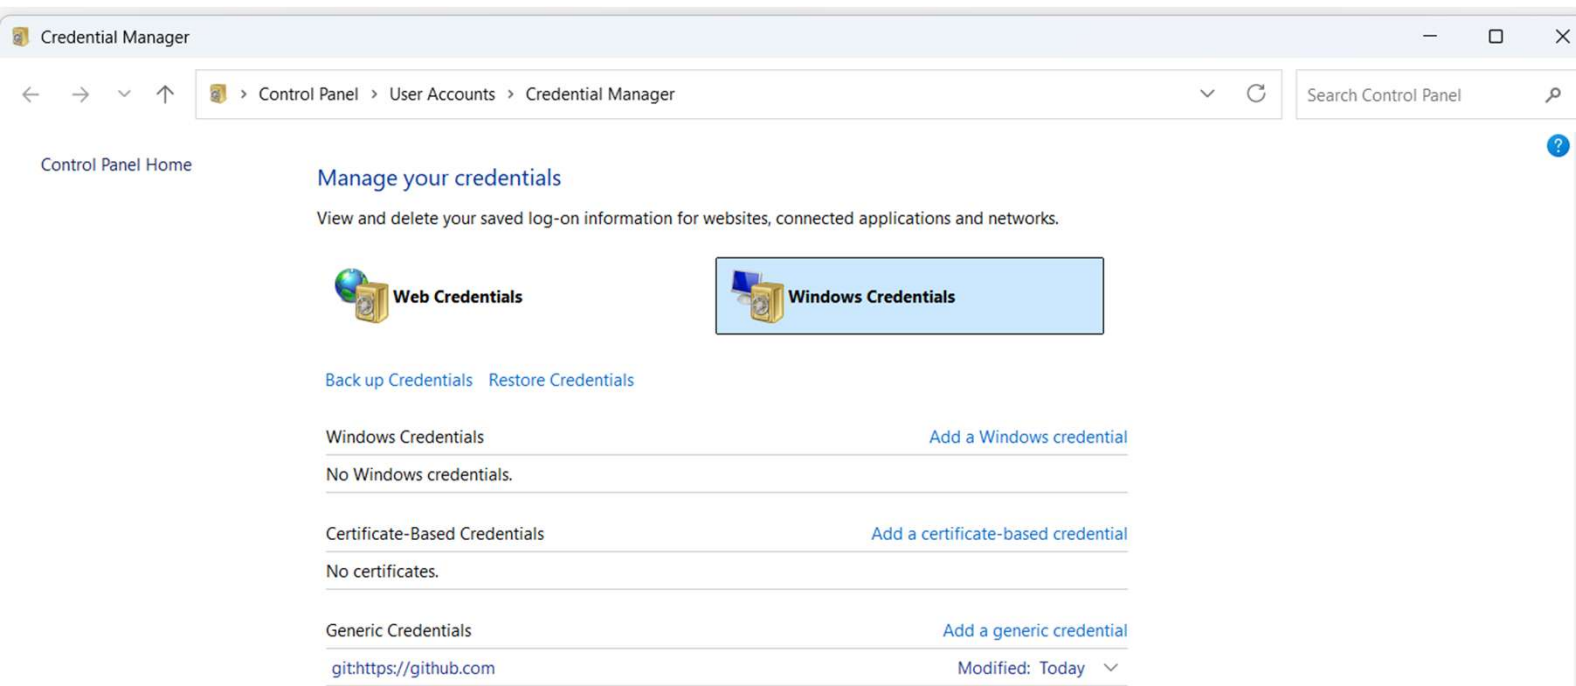 Credential Manager
Control Panel > User Accounts > Credential Manager
Search Control Panel
Control Panel Home
Manage your credentials
View and delete your saved log-on information for websites, connected applications and networks.
Web Credentials
Windows Credentials
Back up Credentials Restore Credentials
Windows Credentials Add a Windows credential
No Windows credentials.
Certificate-Based Credentials Add a certificate-based credential
No certificates.
Generic Credentials Add a generic credential
git:https://github.com Modified: Today